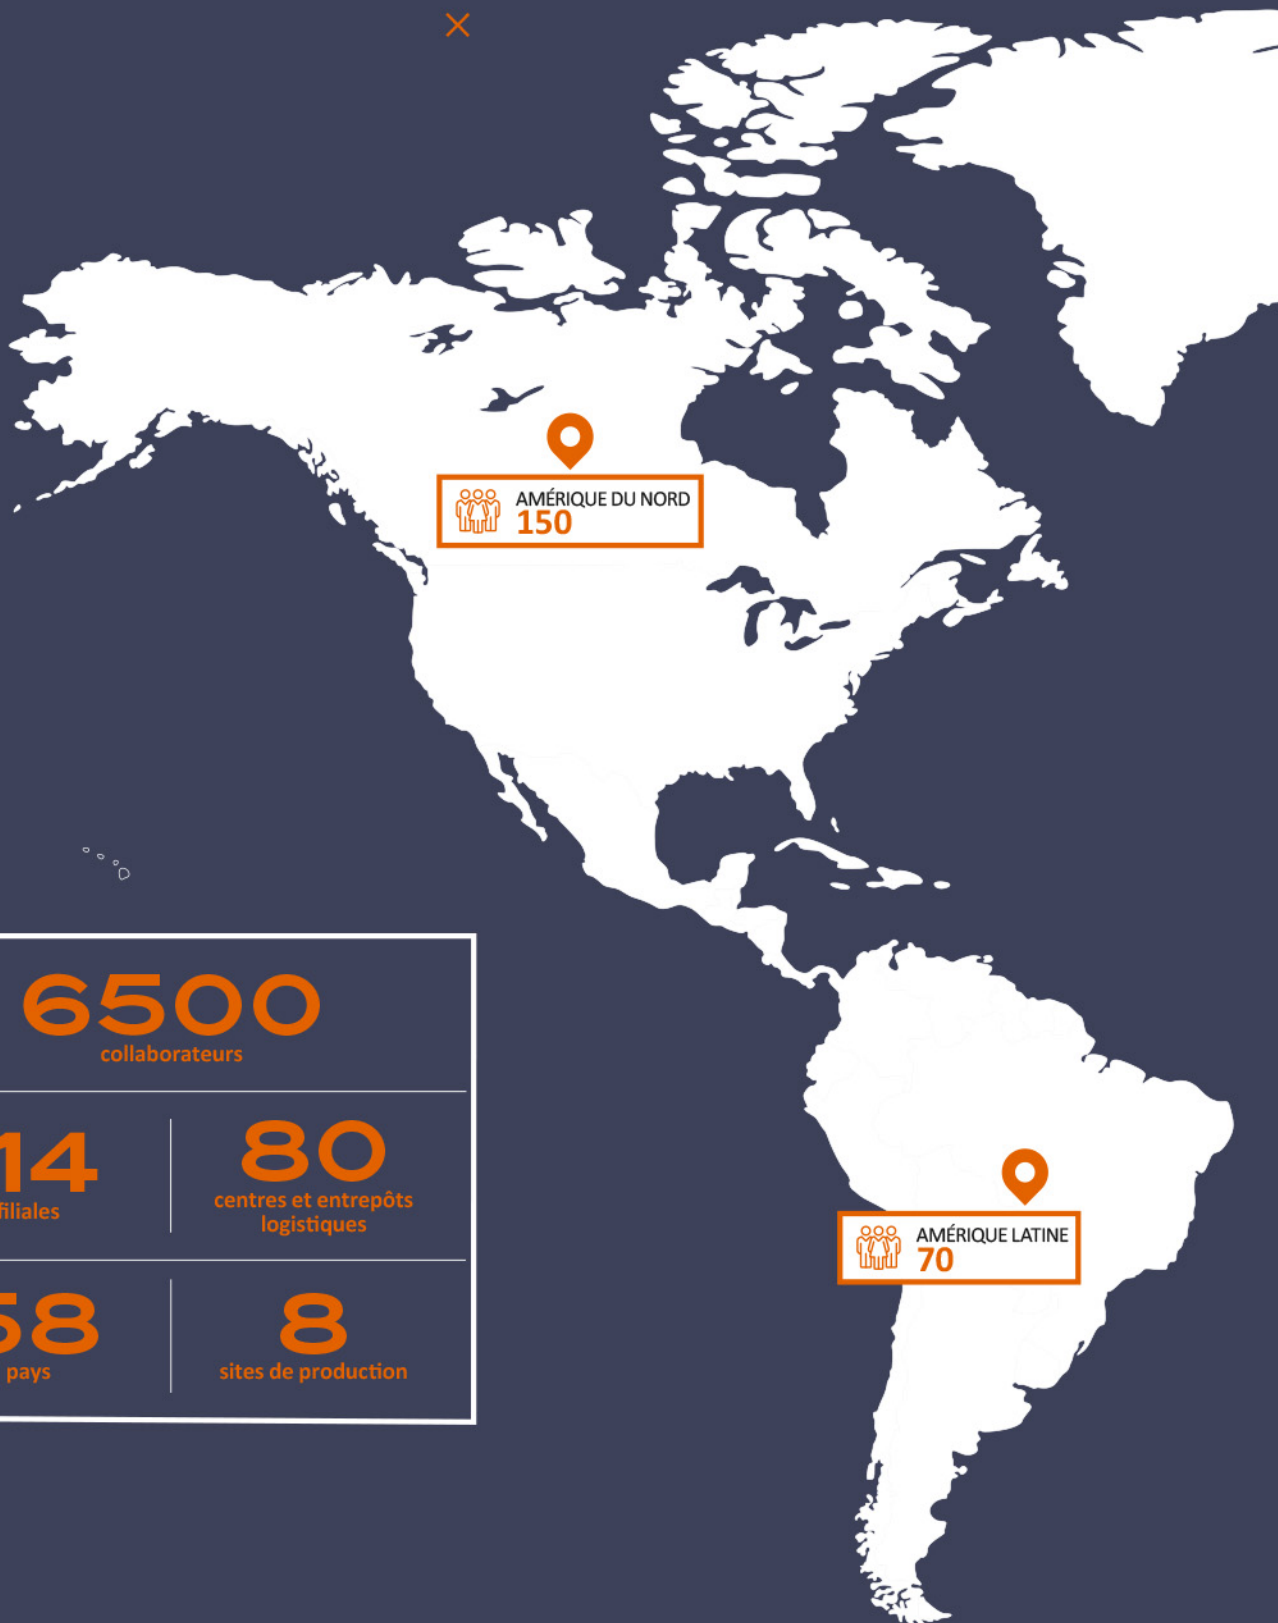 AMÉRIQUE DU NORD
150
6500
collaborateurs
14
filiales
80
centres et entrepôts
logistiques
58
pays
8
sites de production
AMÉRIQUE LATINE
70